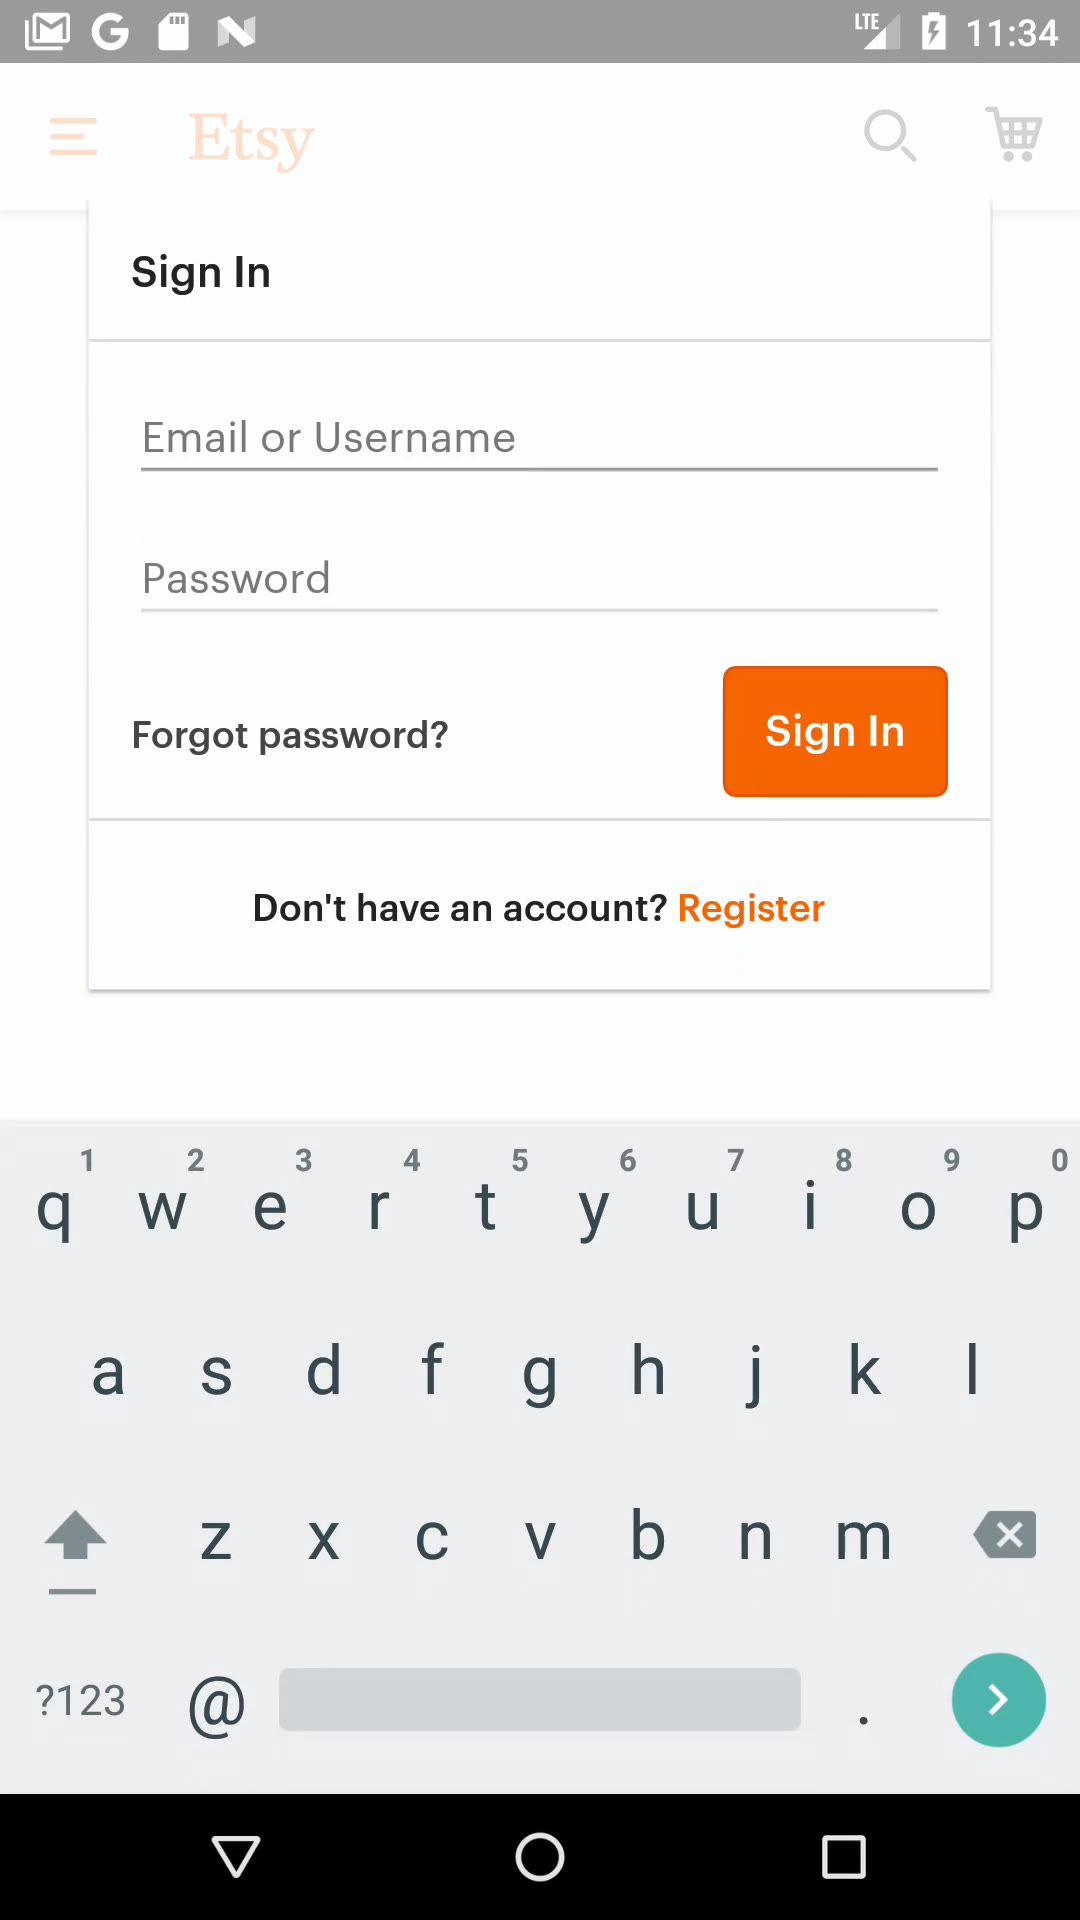 LTE 11:34
Etsy
Sign In
Email or Username
Password
Forgot password?
Sign In
Don't have an account? Register
1 2 3 4 5 6 7 8 9 0
q w e r t y u i o p
a s d f g h j k l
z x c v b n m
?123 @ .